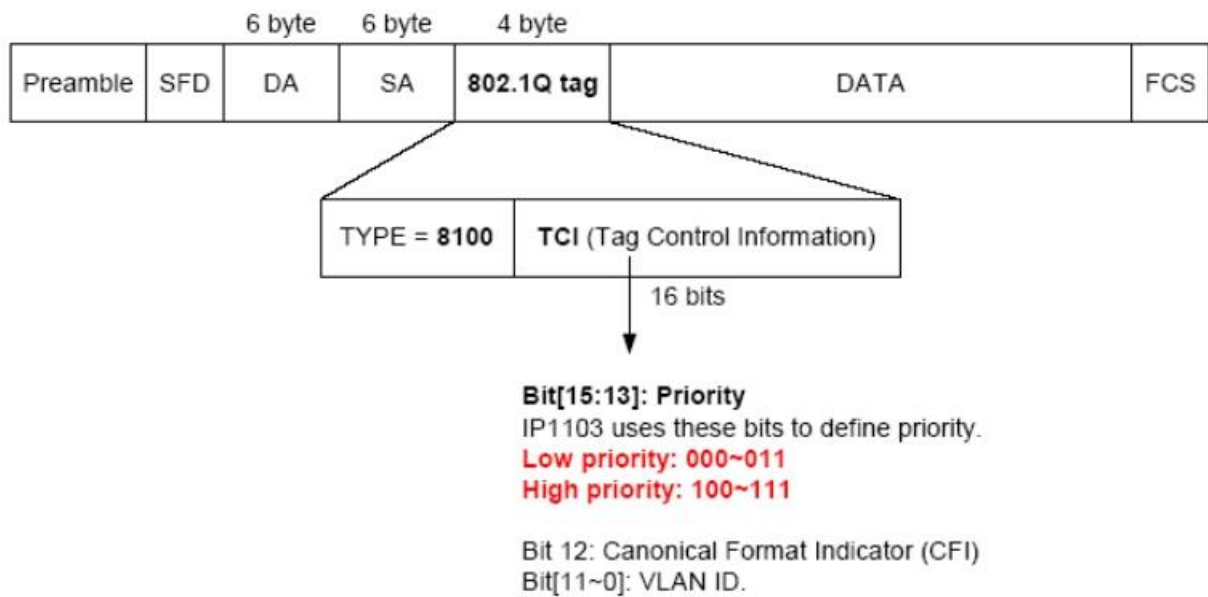 6 byte 6 byte 4 byte
Preamble SFD DA SA 802.1Q tag DATA FCS
TYPE = 8100 TCI (Tag Control Information)
16 bits
Bit[15:13]: Priority
IP1103 uses these bits to define priority.
Low priority: 000~011
High priority: 100~111
Bit 12: Canonical Format Indicator (CFI)
Bit[11~0]: VLAN ID.